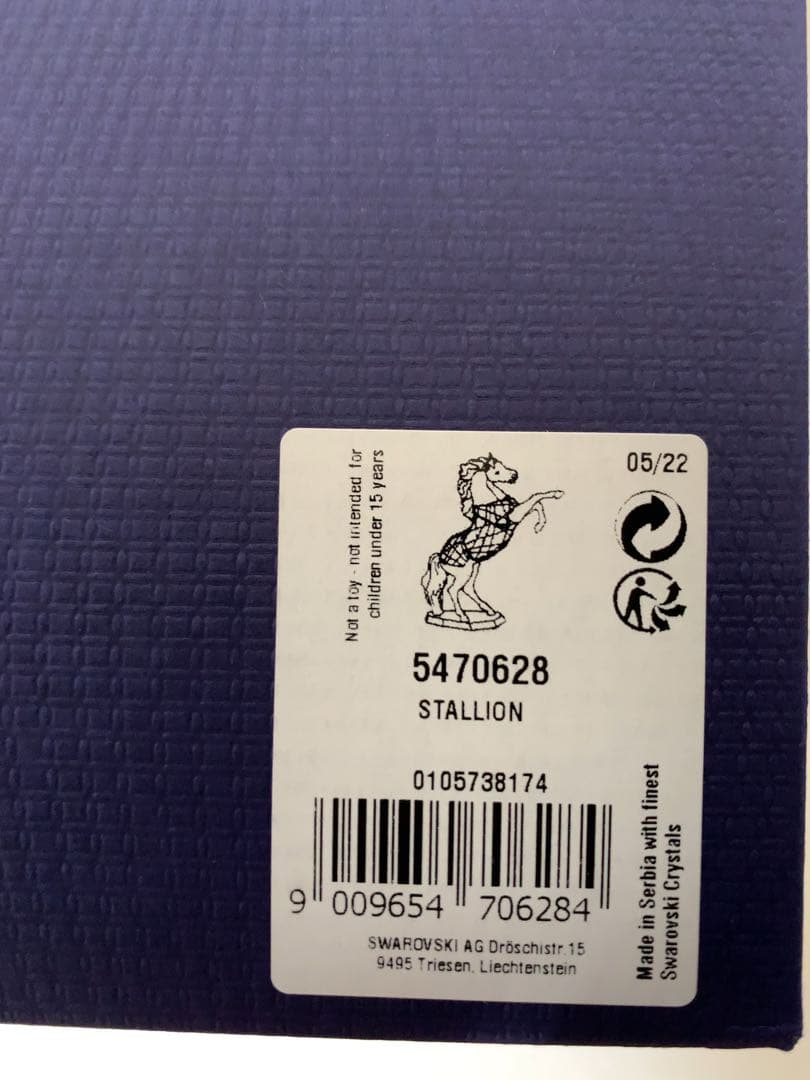 05/22
Not a toy - not intended for
children under 15 years
5470628
STALLION
0105738174
9 009654 706284
SWAROVSKI AG Dröschistr.15
9495 Triesen, Liechtenstein
Made in Serbia with finest
Swarovski Crystals